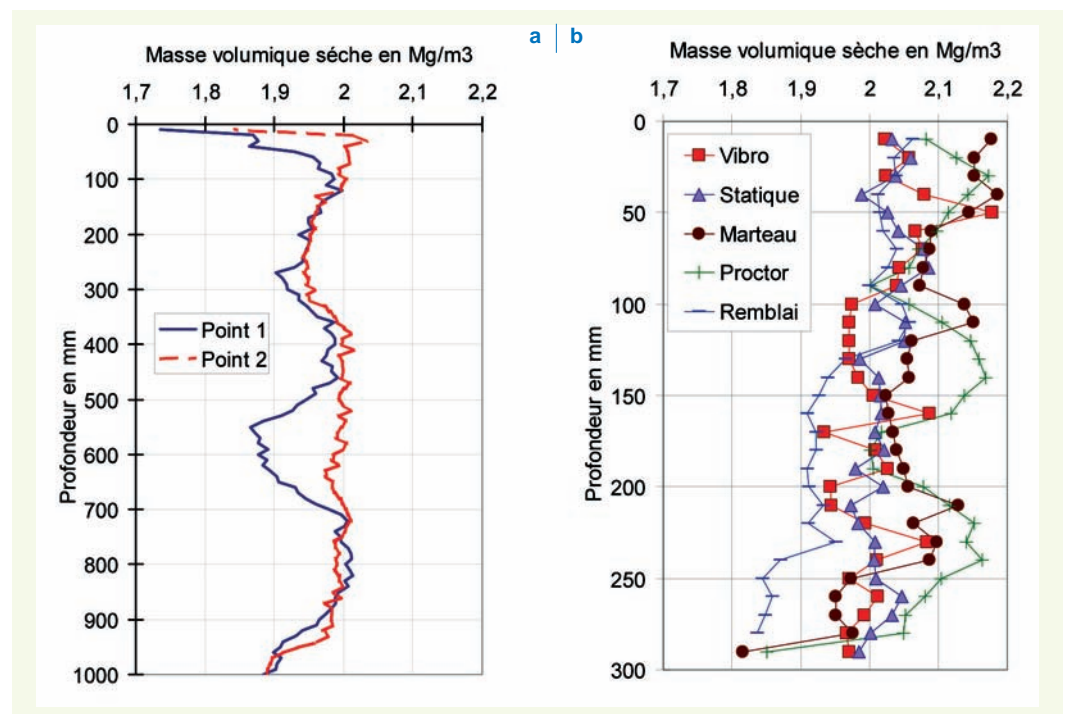 a b
Masse volumique séche en Mg/m3
1,7 1,8 1,9 2 2,1 2,2
0
100
200
300
400
500
600
700
800
900
1000
Profondeur en mm
Point 1
Point 2
Masse volumique sèche en Mg/m3
1,7 1,8 1,9 2 2,1 2,2
0
50
100
150
200
250
300
Profondeur en mm
Vibro
Statique
Marteau
Proctor
Remblai